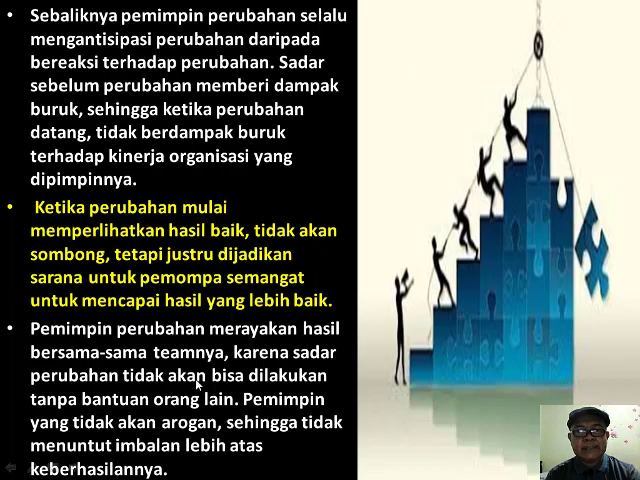 • Sebaliknya pemimpin perubahan selalu
mengantisipasi perubahan daripada
bereaksi terhadap perubahan. Sadar
sebelum perubahan memberi dampak
buruk, sehingga ketika perubahan
datang, tidak berdampak buruk
terhadap kinerja organisasi yang
dipimpinnya.
• Ketika perubahan mulai
memperlihatkan hasil baik, tidak akan
sombong, tetapi justru dijadikan
sarana untuk pemompa semangat
untuk mencapai hasil yang lebih baik.
• Pemimpin perubahan merayakan hasil
bersama-sama teamnya, karena sadar
perubahan tidak akan bisa dilakukan
tanpa bantuan orang lain. Pemimpin
yang tidak akan arogan, sehingga tidak
menuntut imbalan lebih atas
keberhasilannya.